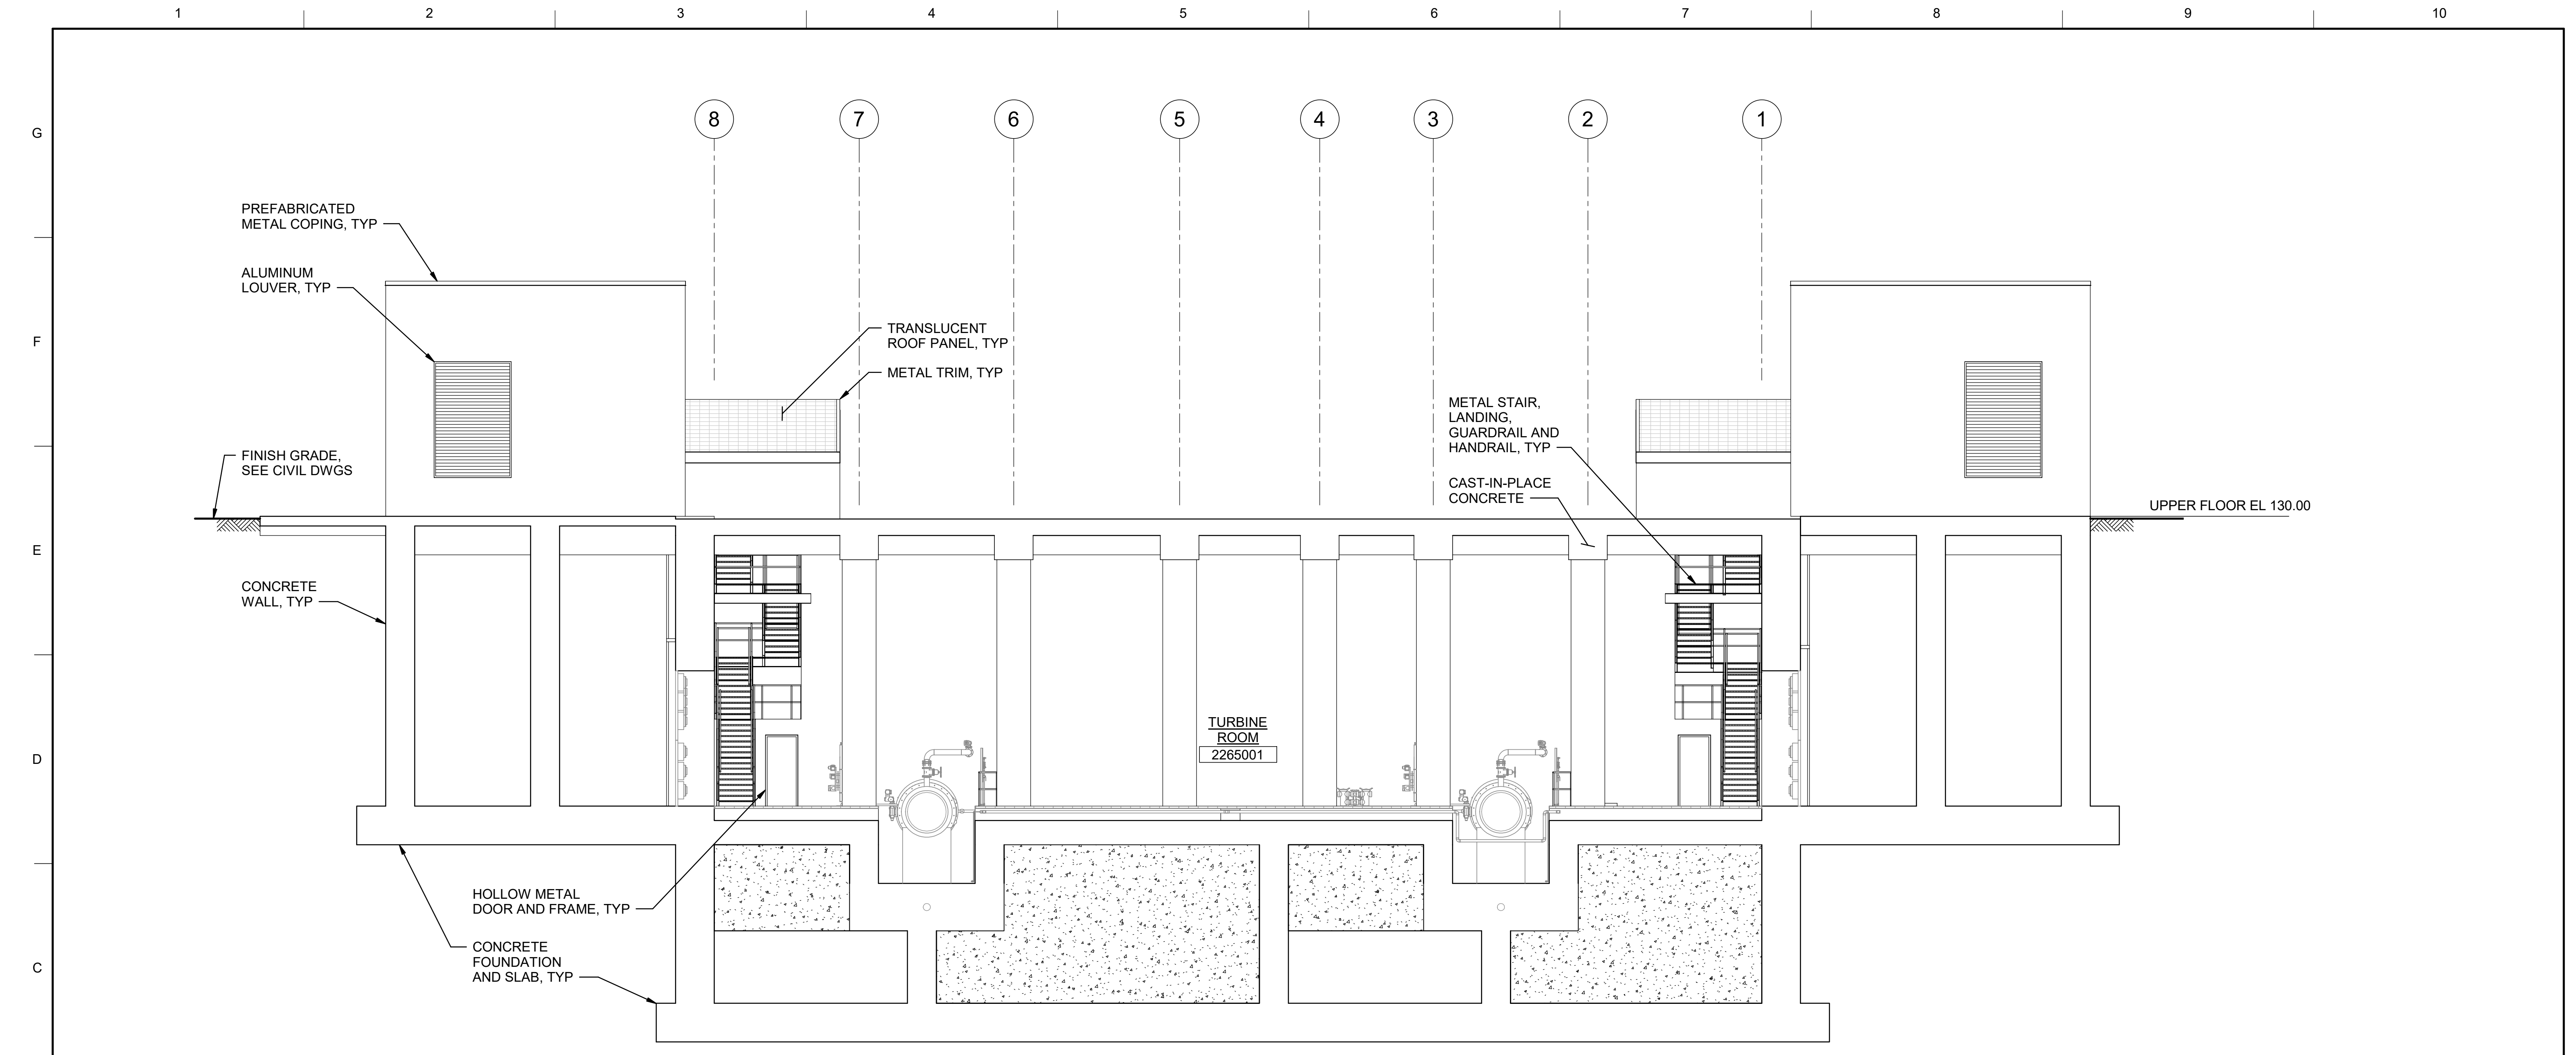 1 2 3 4 5 6 7 8 9 10
G
8 7 6 5 4 3 2 1
PREFABRICATED
METAL COPING, TYP
ALUMINUM
LOUVER, TYP
F
TRANSLUCENT
ROOF PANEL, TYP
METAL TRIM, TYP
METAL STAIR,
LANDING,
GUARDRAIL AND
HANDRAIL, TYP
FINISH GRADE,
SEE CIVIL DWGS
CAST-IN-PLACE
CONCRETE
UPPER FLOOR EL 130.00
E
CONCRETE
WALL, TYP
TURBINE
ROOM
2265001
D
HOLLOW METAL
DOOR AND FRAME, TYP
CONCRETE
FOUNDATION
AND SLAB, TYP
C